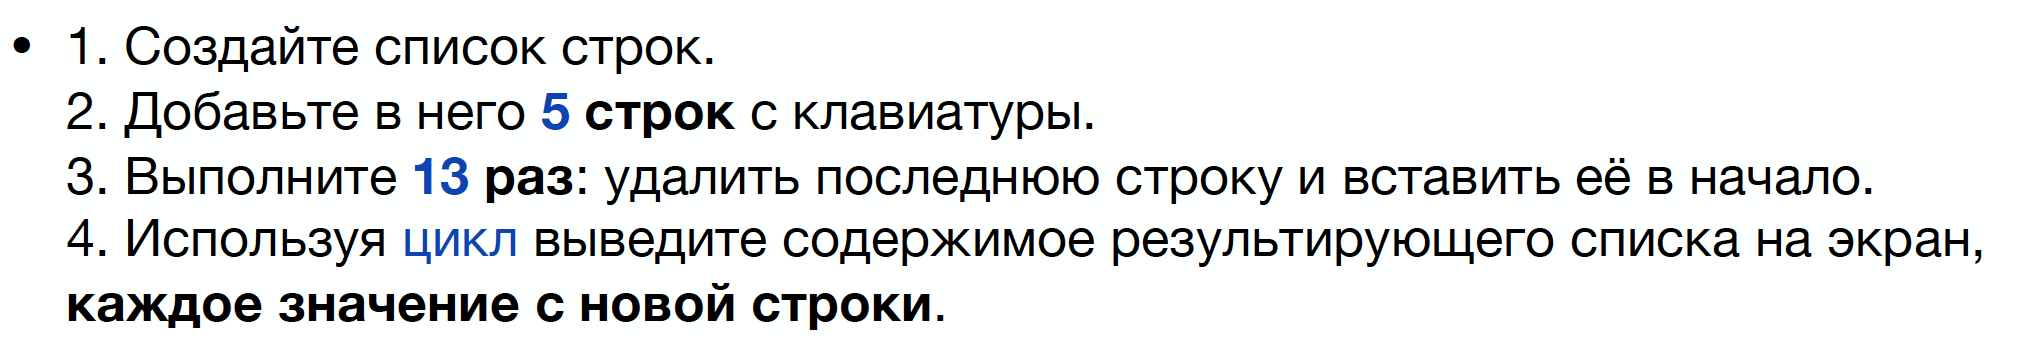 • 1. Создайте список строк.
2. Добавьте в него 5 строк с клавиатуры.
3. Выполните 13 раз: удалить последнюю строку и вставить её в начало.
4. Используя цикл выведите содержимое результирующего списка на экран,
каждое значение с новой строки.